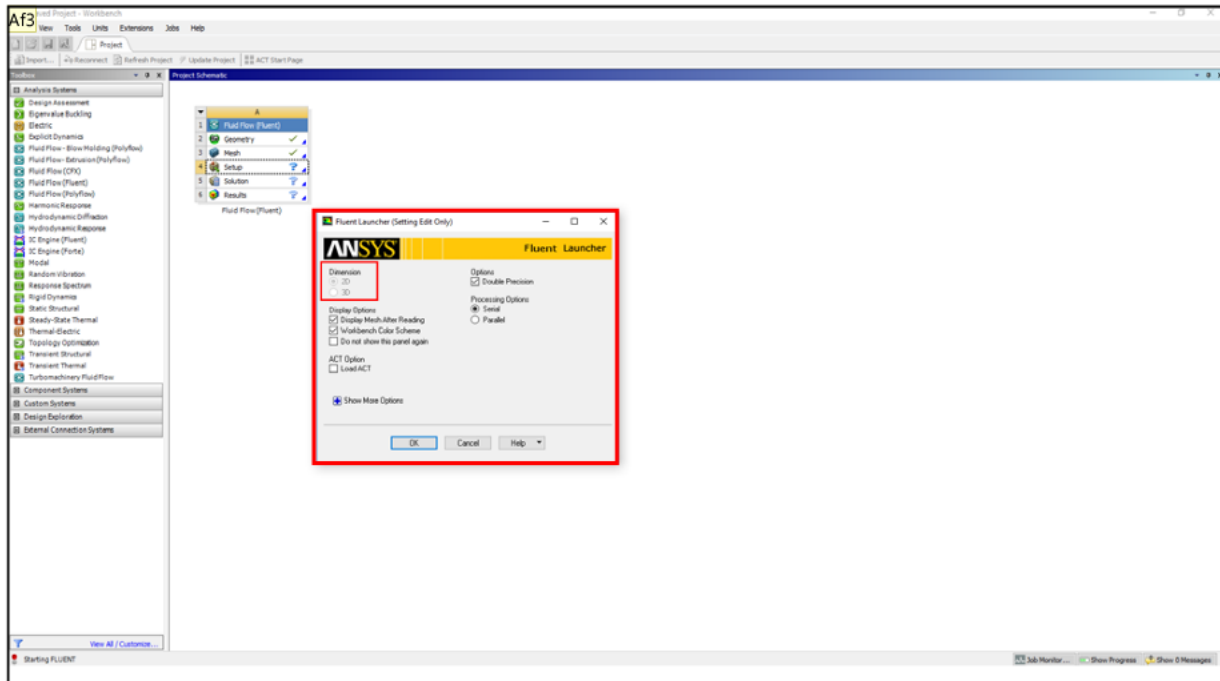 Af3
ved Project - Workbench
View Tools Units Extensions Jobs Help
Project
Import... Reconnect Refresh Project Update Project ACT Start Page
Toolbox
Project Schematic
Analysis Systems
Design Assessment
Eigenvalue Buckling
Electric
Explicit Dynamics
Fluid Flow - Blow Molding (Polyflow)
Fluid Flow - Extrusion (Polyflow)
Fluid Flow (CFX)
Fluid Flow (Fluent)
Fluid Flow (Polyflow)
Harmonic Response
Hydrodynamic Diffraction
Hydrodynamic Response
IC Engine (Fluent)
IC Engine (Forte)
Modal
Random Vibration
Response Spectrum
Rigid Dynamics
Static Structural
Steady-State Thermal
Thermal-Electric
Topology Optimization
Transient Structural
Transient Thermal
Turbomachinery Fluid Flow
Component Systems
Custom Systems
Design Exploration
External Connection Systems
View All / Customize...
A
1 Fluid Flow (Fluent)
2 Geometry
3 Mesh
4 Setup ?
5 Solution ?
6 Results ?
Fluid Flow (Fluent)
Fluent Launcher (Setting Edit Only)
ANSYS
Fluent Launcher
Dimension
2D
3D
Display Options
Display Mesh After Reading
Workbench Color Scheme
Do not show this panel again
ACT Option
Load ACT
Show More Options
Options
Double Precision
Processing Options
Serial
Parallel
OK Cancel Help
Starting FLUENT
Job Monitor... Show Progress Show 0 Messages